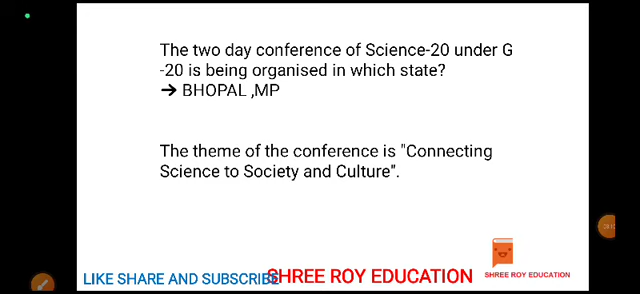 The two day conference of Science-20 under G
-20 is being organised in which state?
→ BHOPAL ,MP
The theme of the conference is "Connecting
Science to Society and Culture".
LIKE SHARE AND SUBSCRIBE
SHREE ROY EDUCATION
SHREE ROY EDUCATION